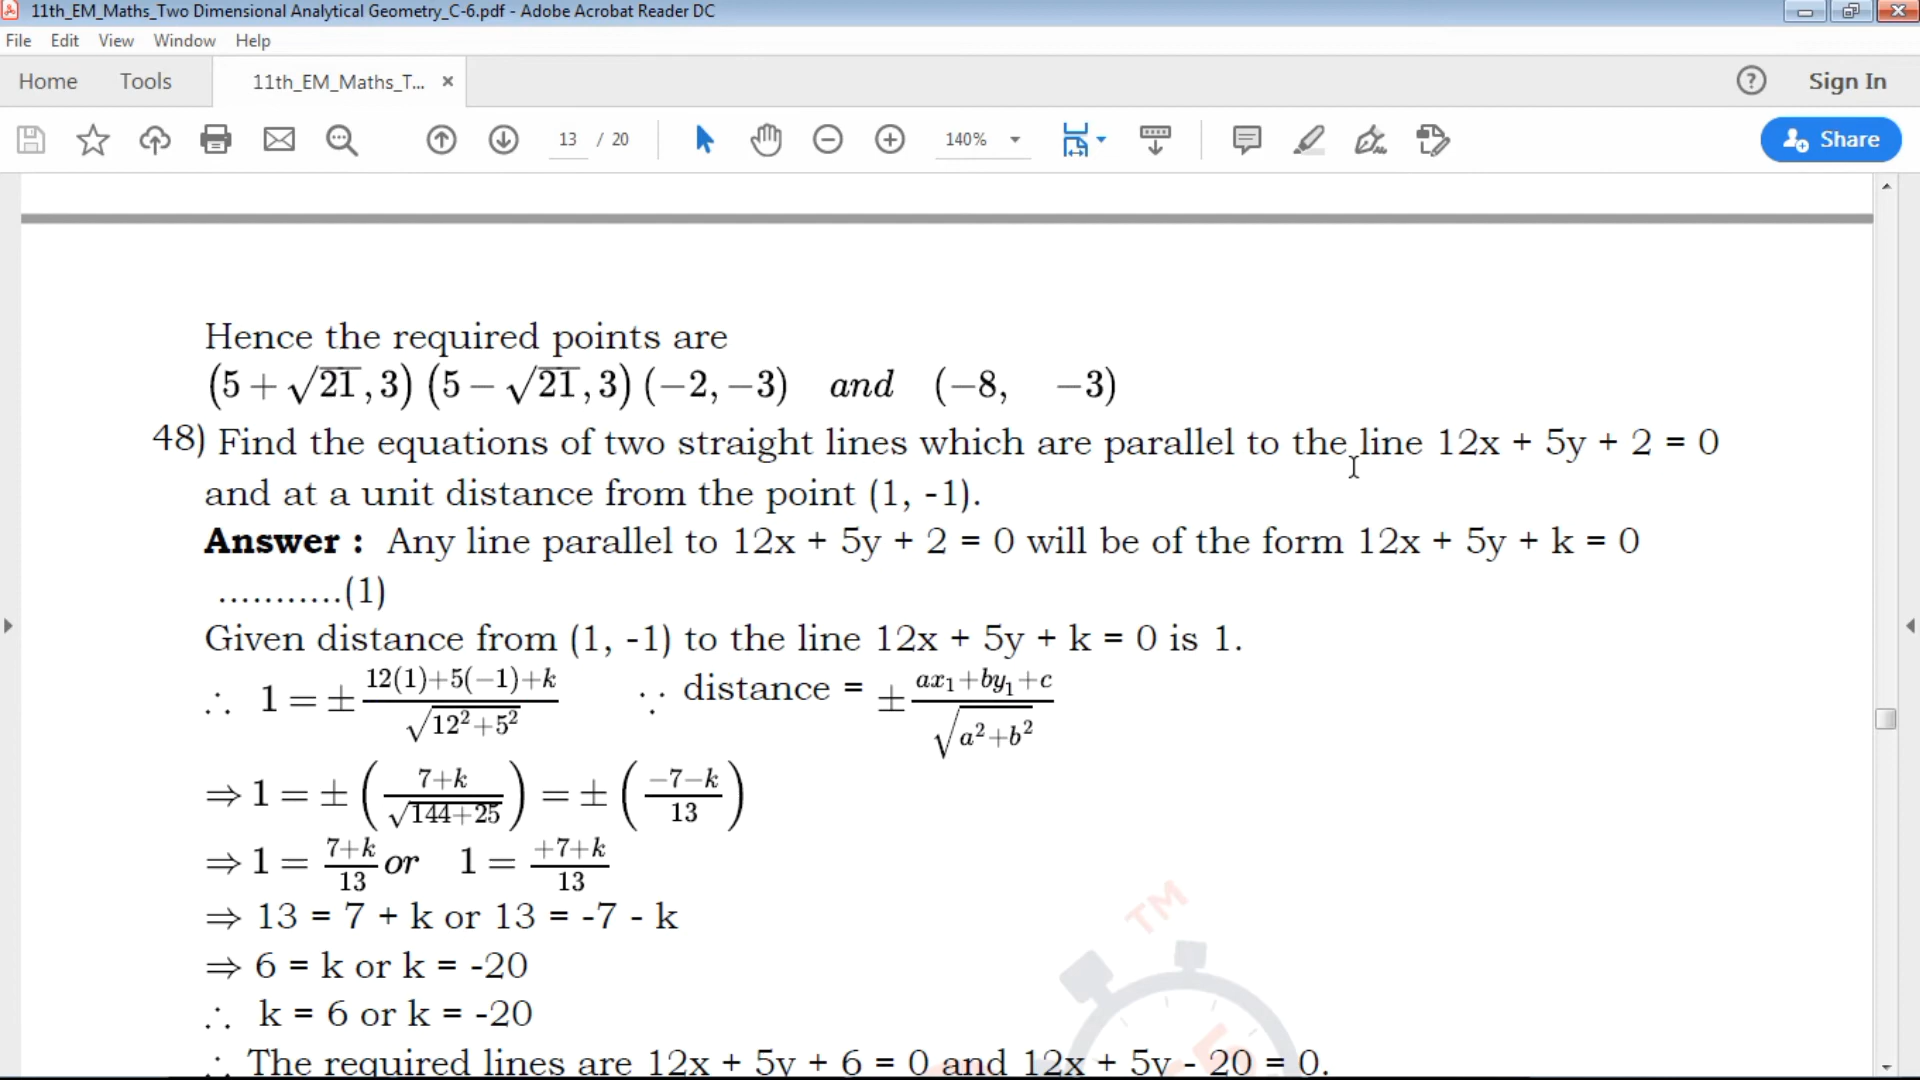 11th_EM_Maths_Two Dimensional Analytical Geometry_C-6.pdf - Adobe Acrobat Reader DC
File Edit View Window Help
Home Tools 11th_EM_Maths_T... × ? Sign In
13 / 20 140% Share
Hence the required points are
(5 + √21, 3) (5 − √21, 3) (−2, −3) and (−8, −3)
48) Find the equations of two straight lines which are parallel to the line 12x + 5y + 2 = 0
and at a unit distance from the point (1, -1).
Answer : Any line parallel to 12x + 5y + 2 = 0 will be of the form 12x + 5y + k = 0
...........(1)
Given distance from (1, -1) to the line 12x + 5y + k = 0 is 1.
∴ 1 = ± (12(1)+5(−1)+k)/√(12²+5²) ∵ distance = ± (ax₁+by₁+c)/√(a²+b²)
⇒ 1 = ± ((7+k)/√(144+25)) = ± ((−7−k)/13)
⇒ 1 = (7+k)/13 or 1 = (+7+k)/13
⇒ 13 = 7 + k or 13 = -7 - k
⇒ 6 = k or k = -20
∴ k = 6 or k = -20
∴ The required lines are 12x + 5y + 6 = 0 and 12x + 5y - 20 = 0.
TM